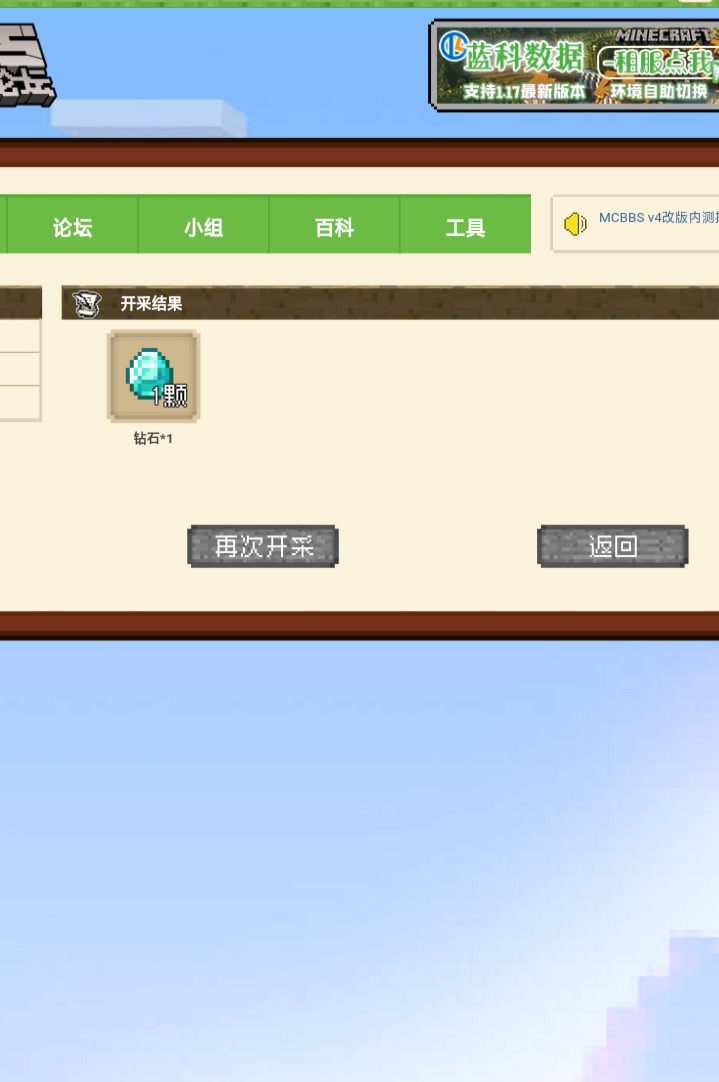 论坛
MINECRAFT
蓝科数据
-租服点我
支持1.17最新版本
环境自助切换
论坛
小组
百科
工具
MCBBS v4改版内测
开采结果
1颗
钻石*1
再次开采
返回